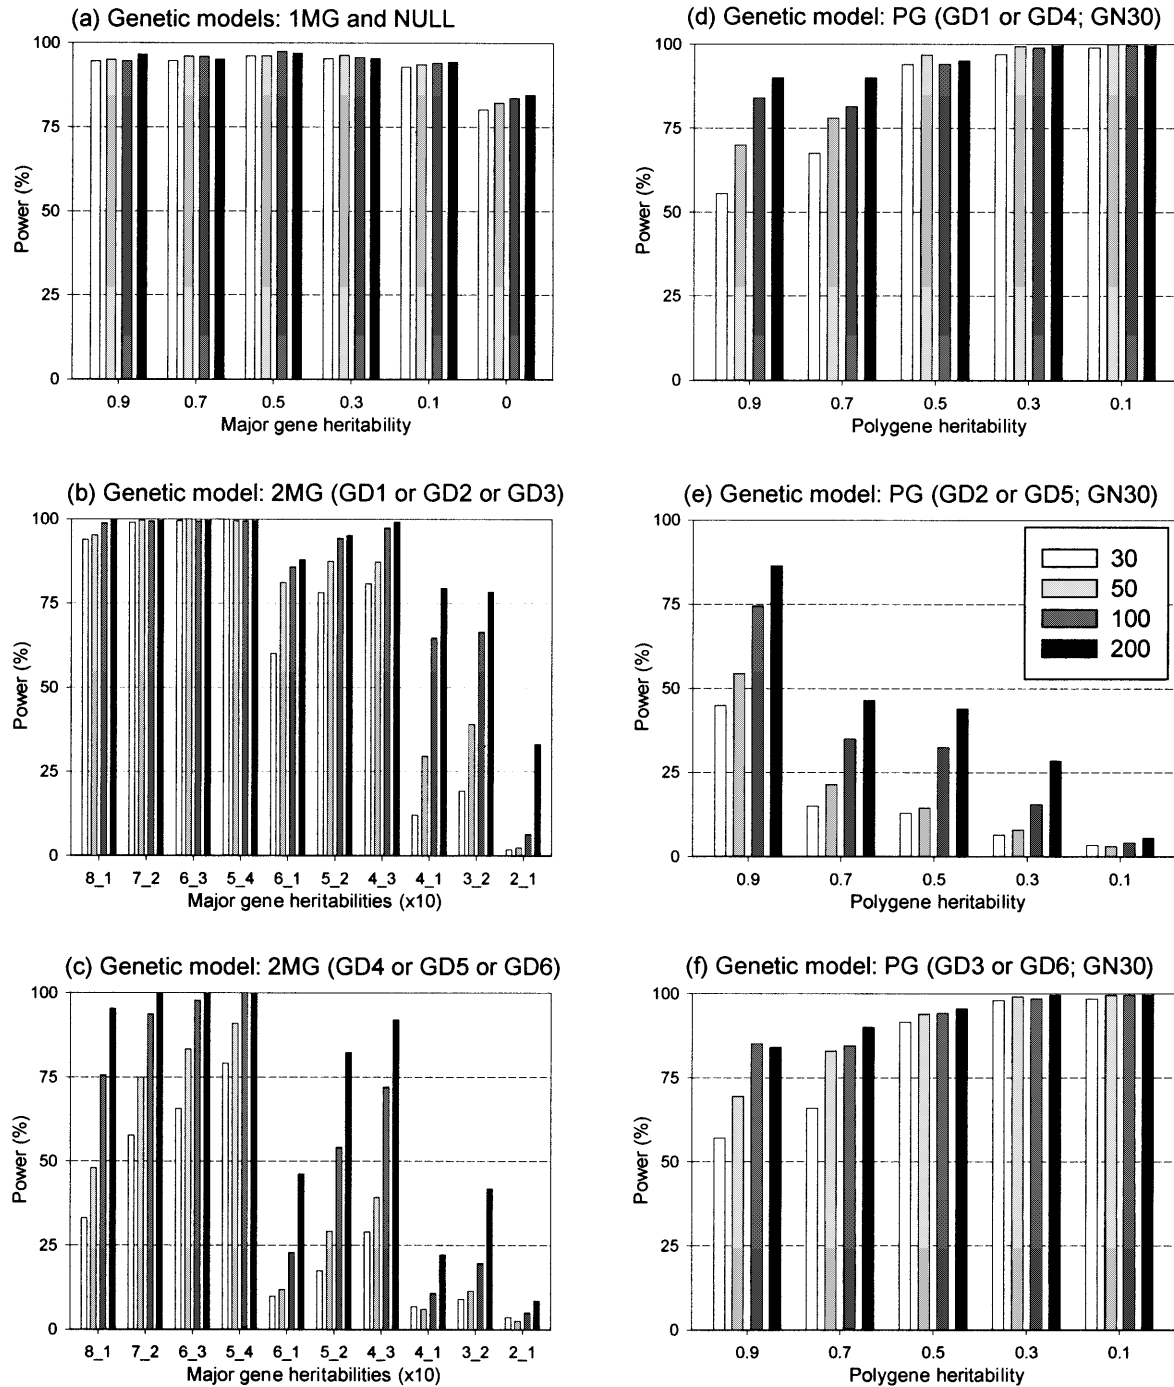 (a) Genetic models: 1MG and NULL
Power (%)
100
75
50
25
0
0.9 0.7 0.5 0.3 0.1 0
Major gene heritability
(b) Genetic model: 2MG (GD1 or GD2 or GD3)
Power (%)
100
75
50
25
0
8_1 7_2 6_3 5_4 6_1 5_2 4_3 4_1 3_2 2_1
Major gene heritabilities (x10)
(c) Genetic model: 2MG (GD4 or GD5 or GD6)
Power (%)
100
75
50
25
0
8_1 7_2 6_3 5_4 6_1 5_2 4_3 4_1 3_2 2_1
Major gene heritabilities (x10)
(d) Genetic model: PG (GD1 or GD4; GN30)
Power (%)
100
75
50
25
0
0.9 0.7 0.5 0.3 0.1
Polygene heritability
(e) Genetic model: PG (GD2 or GD5; GN30)
Power (%)
100
75
50
25
0
30
50
100
200
0.9 0.7 0.5 0.3 0.1
Polygene heritability
(f) Genetic model: PG (GD3 or GD6; GN30)
Power (%)
100
75
50
25
0
0.9 0.7 0.5 0.3 0.1
Polygene heritability